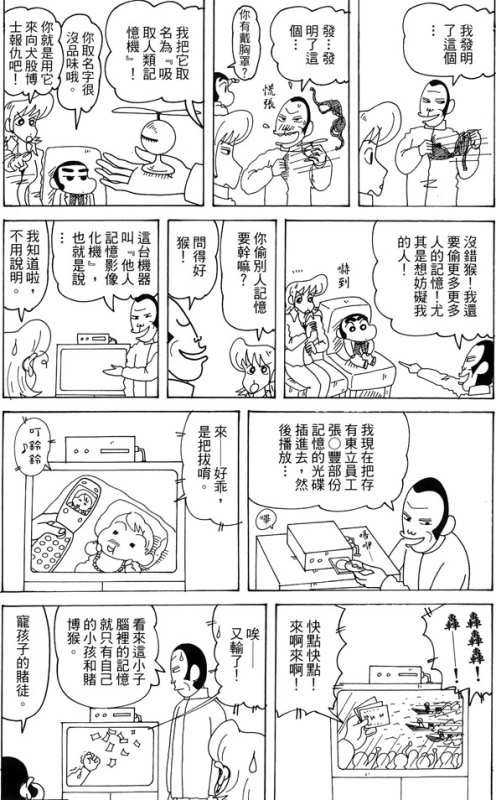 我發明
了這個
…
發…發
明了這
個…
慌張
你有戴胸罩？
我把它取
名為『吸
取人類記
憶機』！
你取名字很
沒品味哦。
你就是用它
來向犬股博
士報仇吧！
沒錯猴！我還
要偷更多更多
人的記憶！尤
其是想妨礙我
的人！
嚇到
你偷別人記憶
要幹嘛？
問得好
猴！
這台機器
叫『他人
記憶影像
化機』，
也就是說
…
我知道啦，
不用說明。
我現在把存
有東立員工
張○豐部份
記憶的光碟
插進去，然
後播放…
來——好乖，
是把拔唷。
叮鈴鈴
♪
轟——！
轟轟——！
轟轟——！
快點快點！
來啊來啊！
唉——
又輸了！
看來這小子
腦裡的記憶
就只有自己
的小孩和賭
博猴。
寵孩子的賭徒。